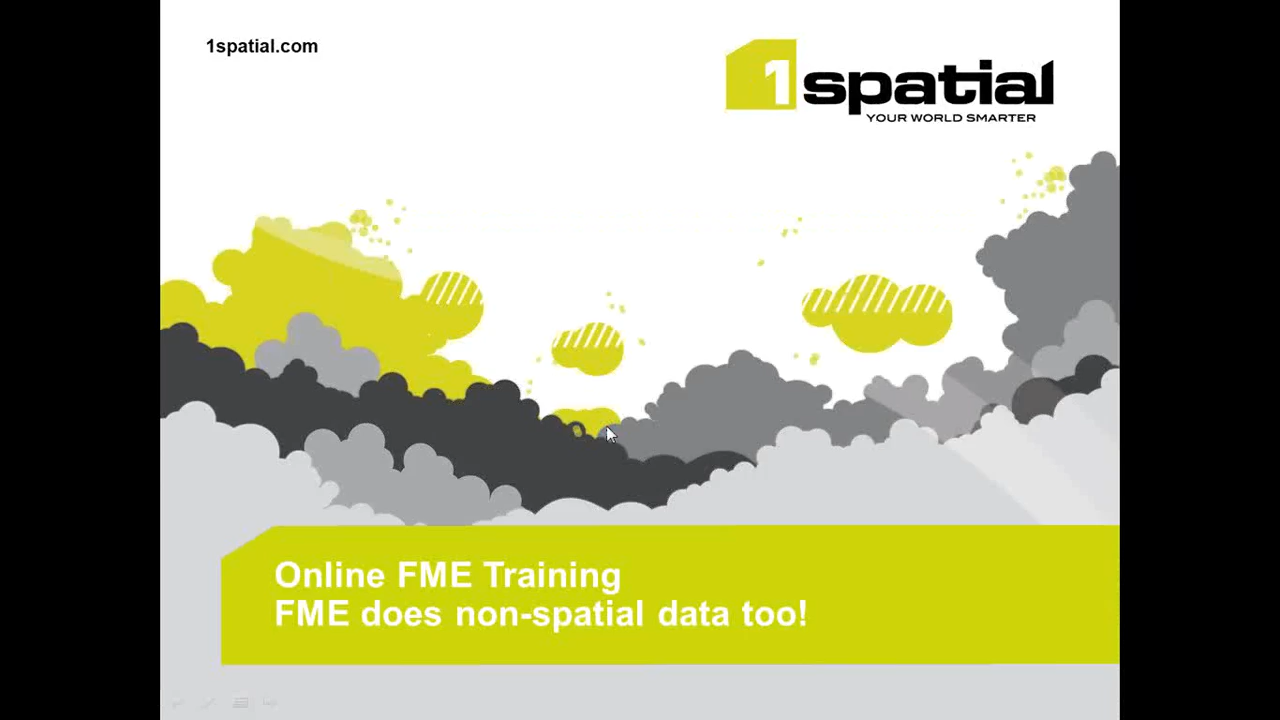 1spatial.com
1spatial
YOUR WORLD SMARTER
Online FME Training
FME does non-spatial data too!